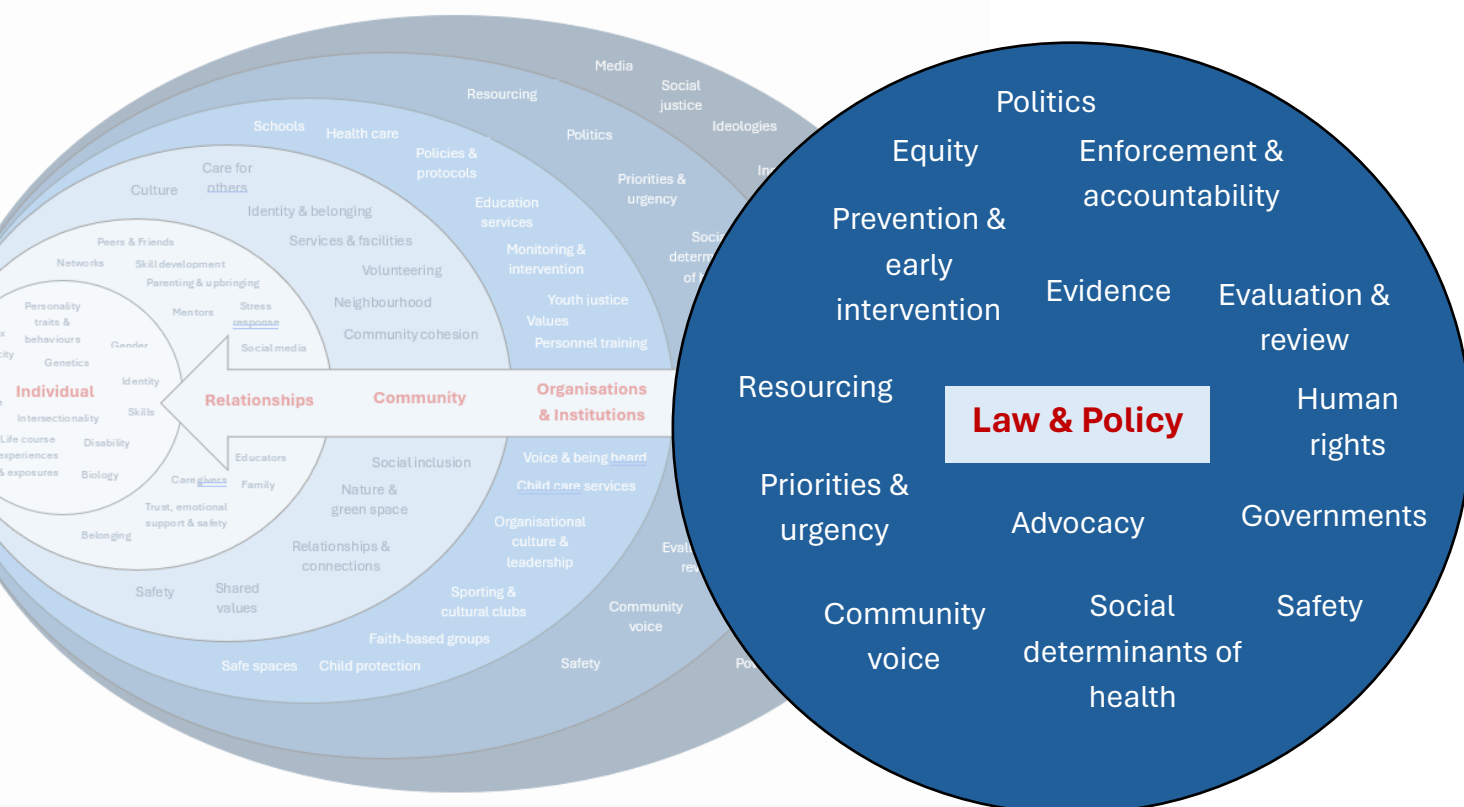 Media
Social
justice
Ideologies
Resourcing
Politics
Priorities &
urgency
Safety
Community
voice
Schools
Health care
Policies &
protocols
Education
services
Monitoring &
intervention
Youth justice
Values
Personnel training
Organisations
& Institutions
Voice & being heard
Child care services
Organisational
culture &
leadership
Sporting &
cultural clubs
Faith-based groups
Safe spaces
Child protection
Care for
others
Culture
Identity & belonging
Services & facilities
Volunteering
Neighbourhood
Community cohesion
Community
Social inclusion
Nature &
green space
Relationships &
connections
Safety
Shared
values
Peers & Friends
Networks
Skill development
Parenting & upbringing
Mentors
Stress
response
Social media
Relationships
Educators
Caregivers
Family
Trust, emotional
support & safety
Belonging
Personality
traits &
behaviours
Gender
Genetics
Identity
Individual
Skills
Intersectionality
Life course
experiences
& exposures
Disability
Biology
Politics
Equity
Enforcement &
accountability
Prevention &
early
intervention
Evidence
Evaluation &
review
Resourcing
Law & Policy
Human
rights
Priorities &
urgency
Advocacy
Governments
Community
voice
Social
determinants of
health
Safety